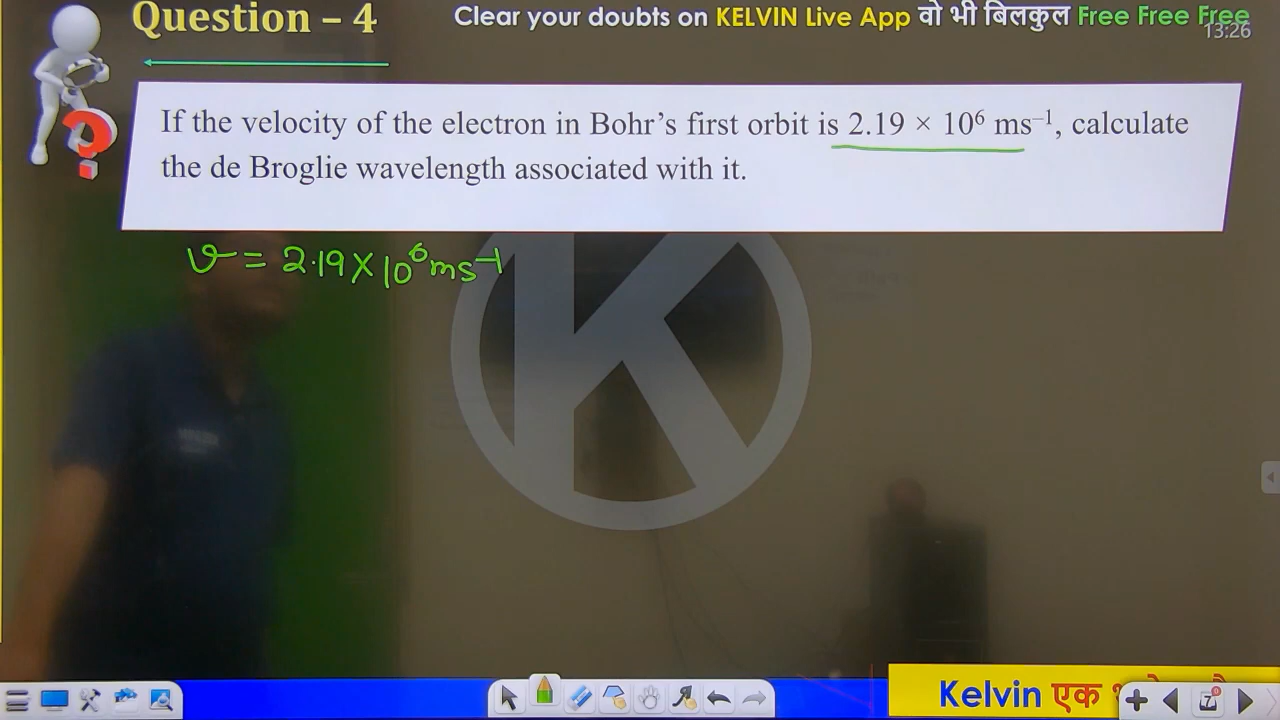 Question – 4
Clear your doubts on KELVIN Live App वो भी बिलकुल Free Free Free
13:26
If the velocity of the electron in Bohr's first orbit is 2.19 × 10⁶ ms⁻¹, calculate
the de Broglie wavelength associated with it.
v = 2.19 × 10⁶ ms⁻¹
K
Kelvin एक
7